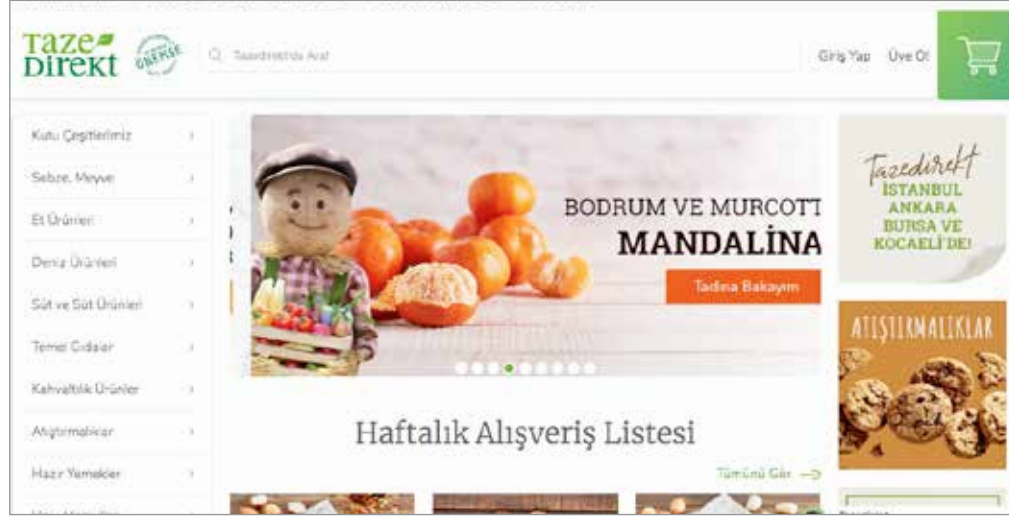 Taze
Direkt
Tazedirekt'de Ara!
Giriş Yap
Üye Ol
Kutu Çeşitlerimiz
Sebze, Meyve
Et Ürünleri
Deniz Ürünleri
Süt ve Süt Ürünleri
Temel Gıdalar
Kahvaltılık Ürünler
Atıştırmalıklar
Hazır Yemekler
BODRUM VE MURCOTT
MANDALİNA
Tadına Bakayım
Haftalık Alışveriş Listesi
Tümünü Gör
Tazedirekt
İSTANBUL
ANKARA
BURSA VE
KOCAELİ'DE!
ATIŞTIRMALIKLAR